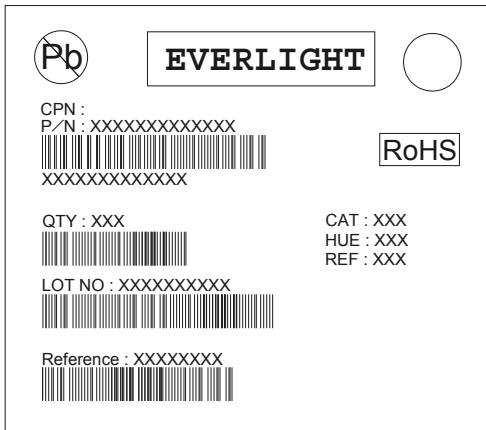 Pb
EVERLIGHT
CPN :
P/N : XXXXXXXXXXXXX
RoHS
XXXXXXXXXXXXX
QTY : XXX
CAT : XXX
HUE : XXX
REF : XXX
LOT NO : XXXXXXXXXX
Reference : XXXXXXXX